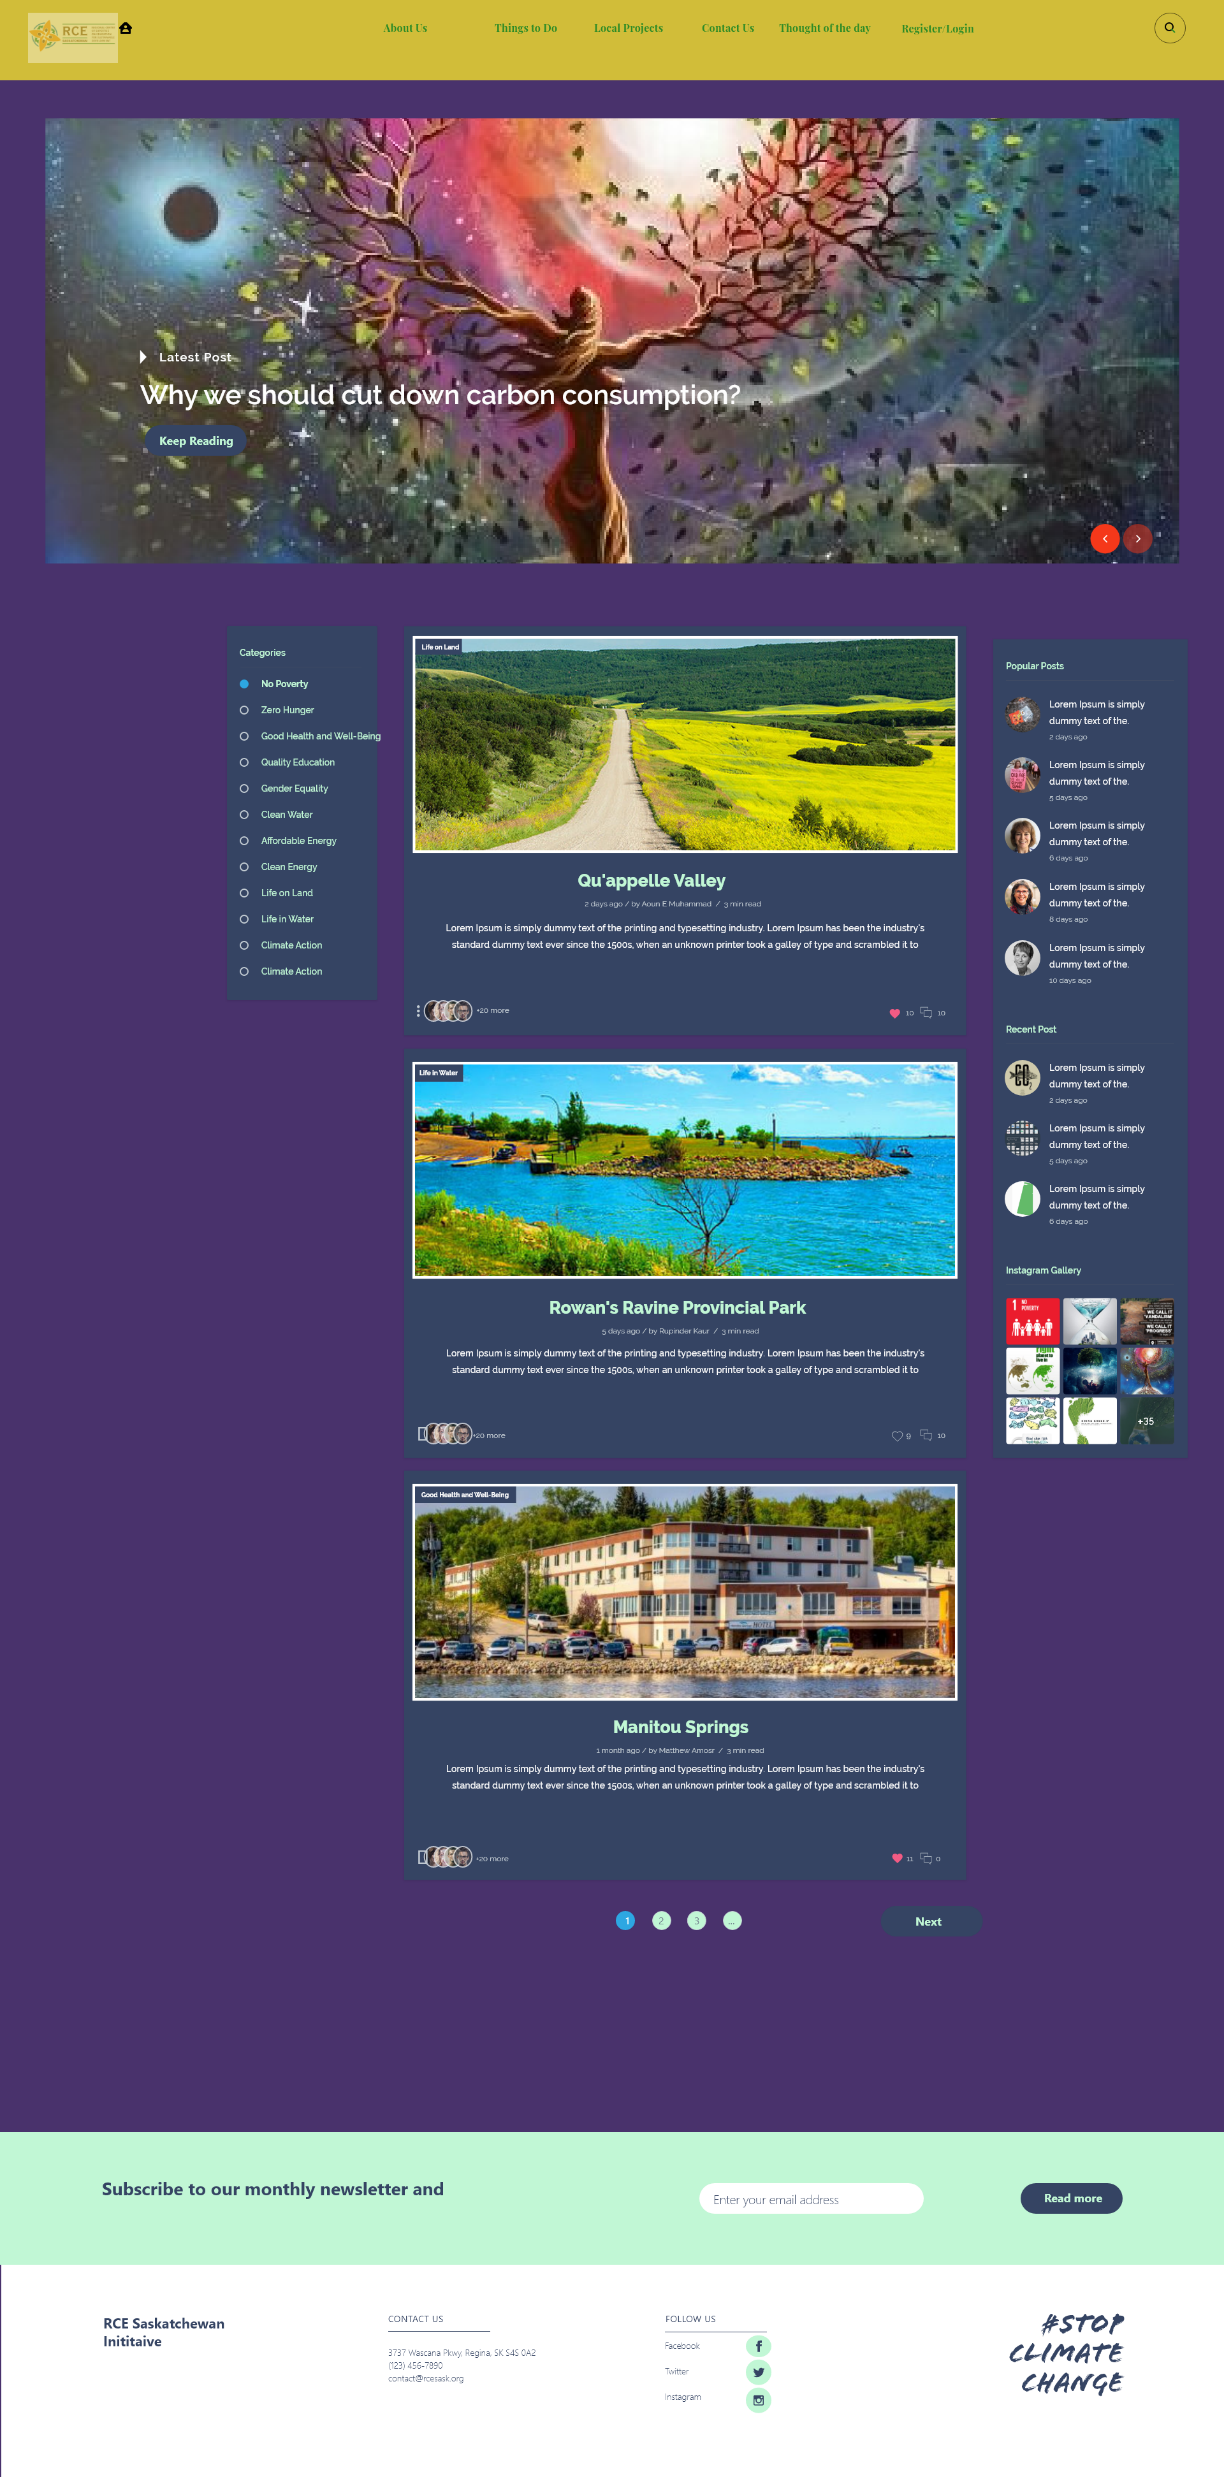 RCE
About Us
Things to Do
Local Projects
Contact Us
Thought of the day
Register/Login
Latest Post
Why we should cut down carbon consumption?
Keep Reading
Categories
No Poverty
Zero Hunger
Good Health and Well-Being
Quality Education
Gender Equality
Clean Water
Affordable Energy
Clean Energy
Life on Land
Life in Water
Climate Action
Climate Action
Life on Land
Qu'appelle Valley
2 days ago / by Aoun E Muhammad / 3 min read
Lorem Ipsum is simply dummy text of the printing and typesetting industry. Lorem Ipsum has been the industry's
standard dummy text ever since the 1500s, when an unknown printer took a galley of type and scrambled it to
+20 more
10
10
Life in Water
Rowan's Ravine Provincial Park
5 days ago / by Rupinder Kaur / 3 min read
Lorem Ipsum is simply dummy text of the printing and typesetting industry. Lorem Ipsum has been the industry's
standard dummy text ever since the 1500s, when an unknown printer took a galley of type and scrambled it to
+20 more
9
10
Good Health and Well-Being
HOTEL
Manitou Springs
1 month ago / by Matthew Amosr / 3 min read
Lorem Ipsum is simply dummy text of the printing and typesetting industry. Lorem Ipsum has been the industry's
standard dummy text ever since the 1500s, when an unknown printer took a galley of type and scrambled it to
+20 more
11
0
Popular Posts
Lorem Ipsum is simply
dummy text of the.
2 days ago
Lorem Ipsum is simply
dummy text of the.
5 days ago
Lorem Ipsum is simply
dummy text of the.
6 days ago
Lorem Ipsum is simply
dummy text of the.
8 days ago
Lorem Ipsum is simply
dummy text of the.
10 days ago
Recent Post
CO2
Lorem Ipsum is simply
dummy text of the.
2 days ago
Lorem Ipsum is simply
dummy text of the.
5 days ago
Lorem Ipsum is simply
dummy text of the.
6 days ago
Instagram Gallery
1 NO
POVERTY
WE CALL IT
'VANDALISM'
WE CALL IT
'PROGRESS'
+35
1
2
3
...
Next
Subscribe to our monthly newsletter and
Enter your email address
Read more
RCE Saskatchewan
Inititaive
CONTACT US
3737 Wascana Pkwy, Regina, SK S4S 0A2
(123) 456-7890
contact@rcesask.org
FOLLOW US
Facebook
Twitter
Instagram
#STOP
CLIMATE
CHANGE